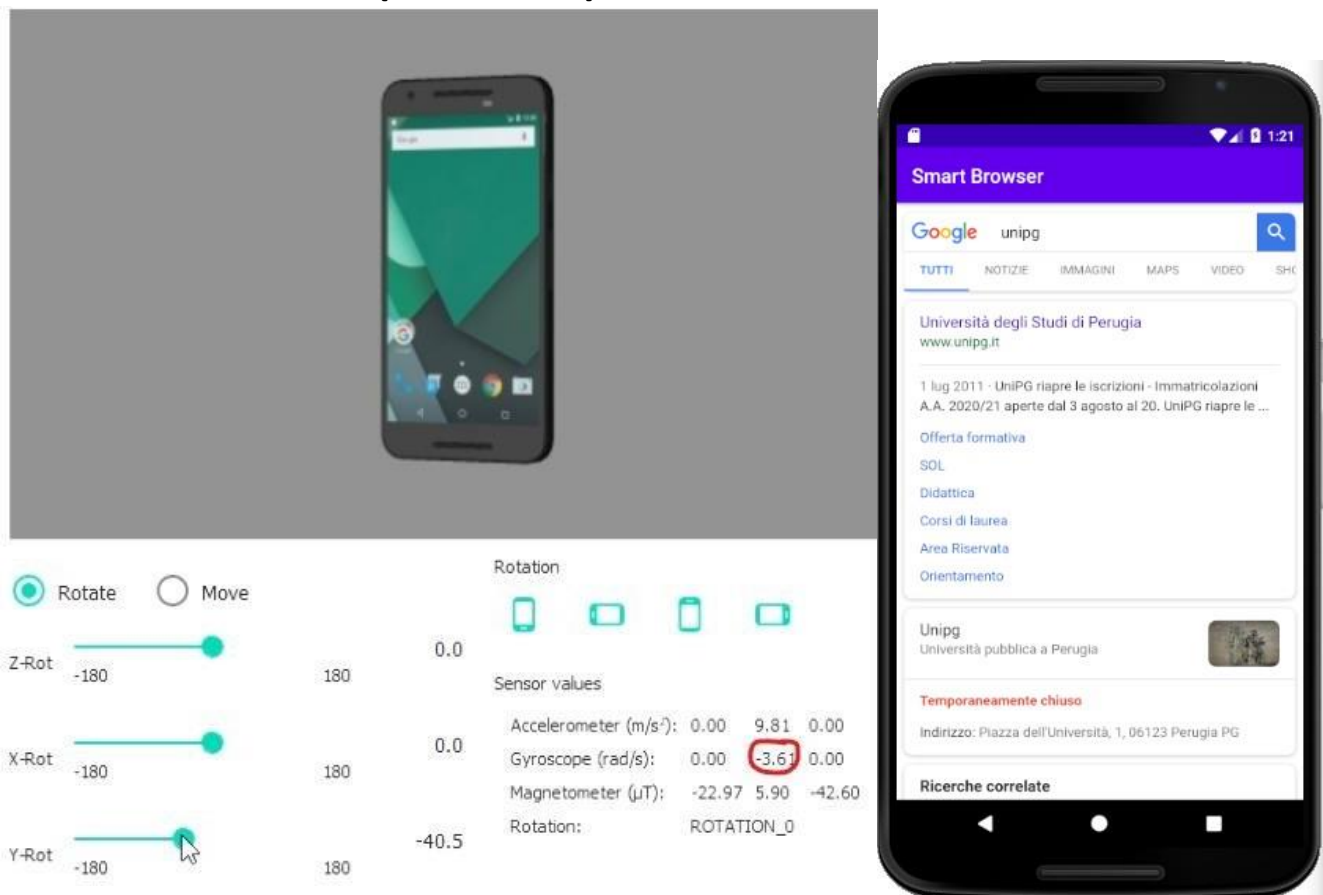 Rotate
Move
Z-Rot
-180
180
0.0
X-Rot
-180
180
0.0
Y-Rot
-180
180
-40.5
Rotation
Sensor values
Accelerometer (m/s²): 0.00 9.81 0.00
Gyroscope (rad/s): 0.00 -3.61 0.00
Magnetometer (μT): -22.97 5.90 -42.60
Rotation: ROTATION_0
1:21
Smart Browser
Google unipg
TUTTI NOTIZIE IMMAGINI MAPS VIDEO SHO
Università degli Studi di Perugia
www.unipg.it
1 lug 2011 · UniPG riapre le iscrizioni - Immatricolazioni
A.A. 2020/21 aperte dal 3 agosto al 20. UniPG riapre le ...
Offerta formativa
SOL
Didattica
Corsi di laurea
Area Riservata
Orientamento
Unipg
Università pubblica a Perugia
Temporaneamente chiuso
Indirizzo: Piazza dell'Università, 1, 06123 Perugia PG
Ricerche correlate